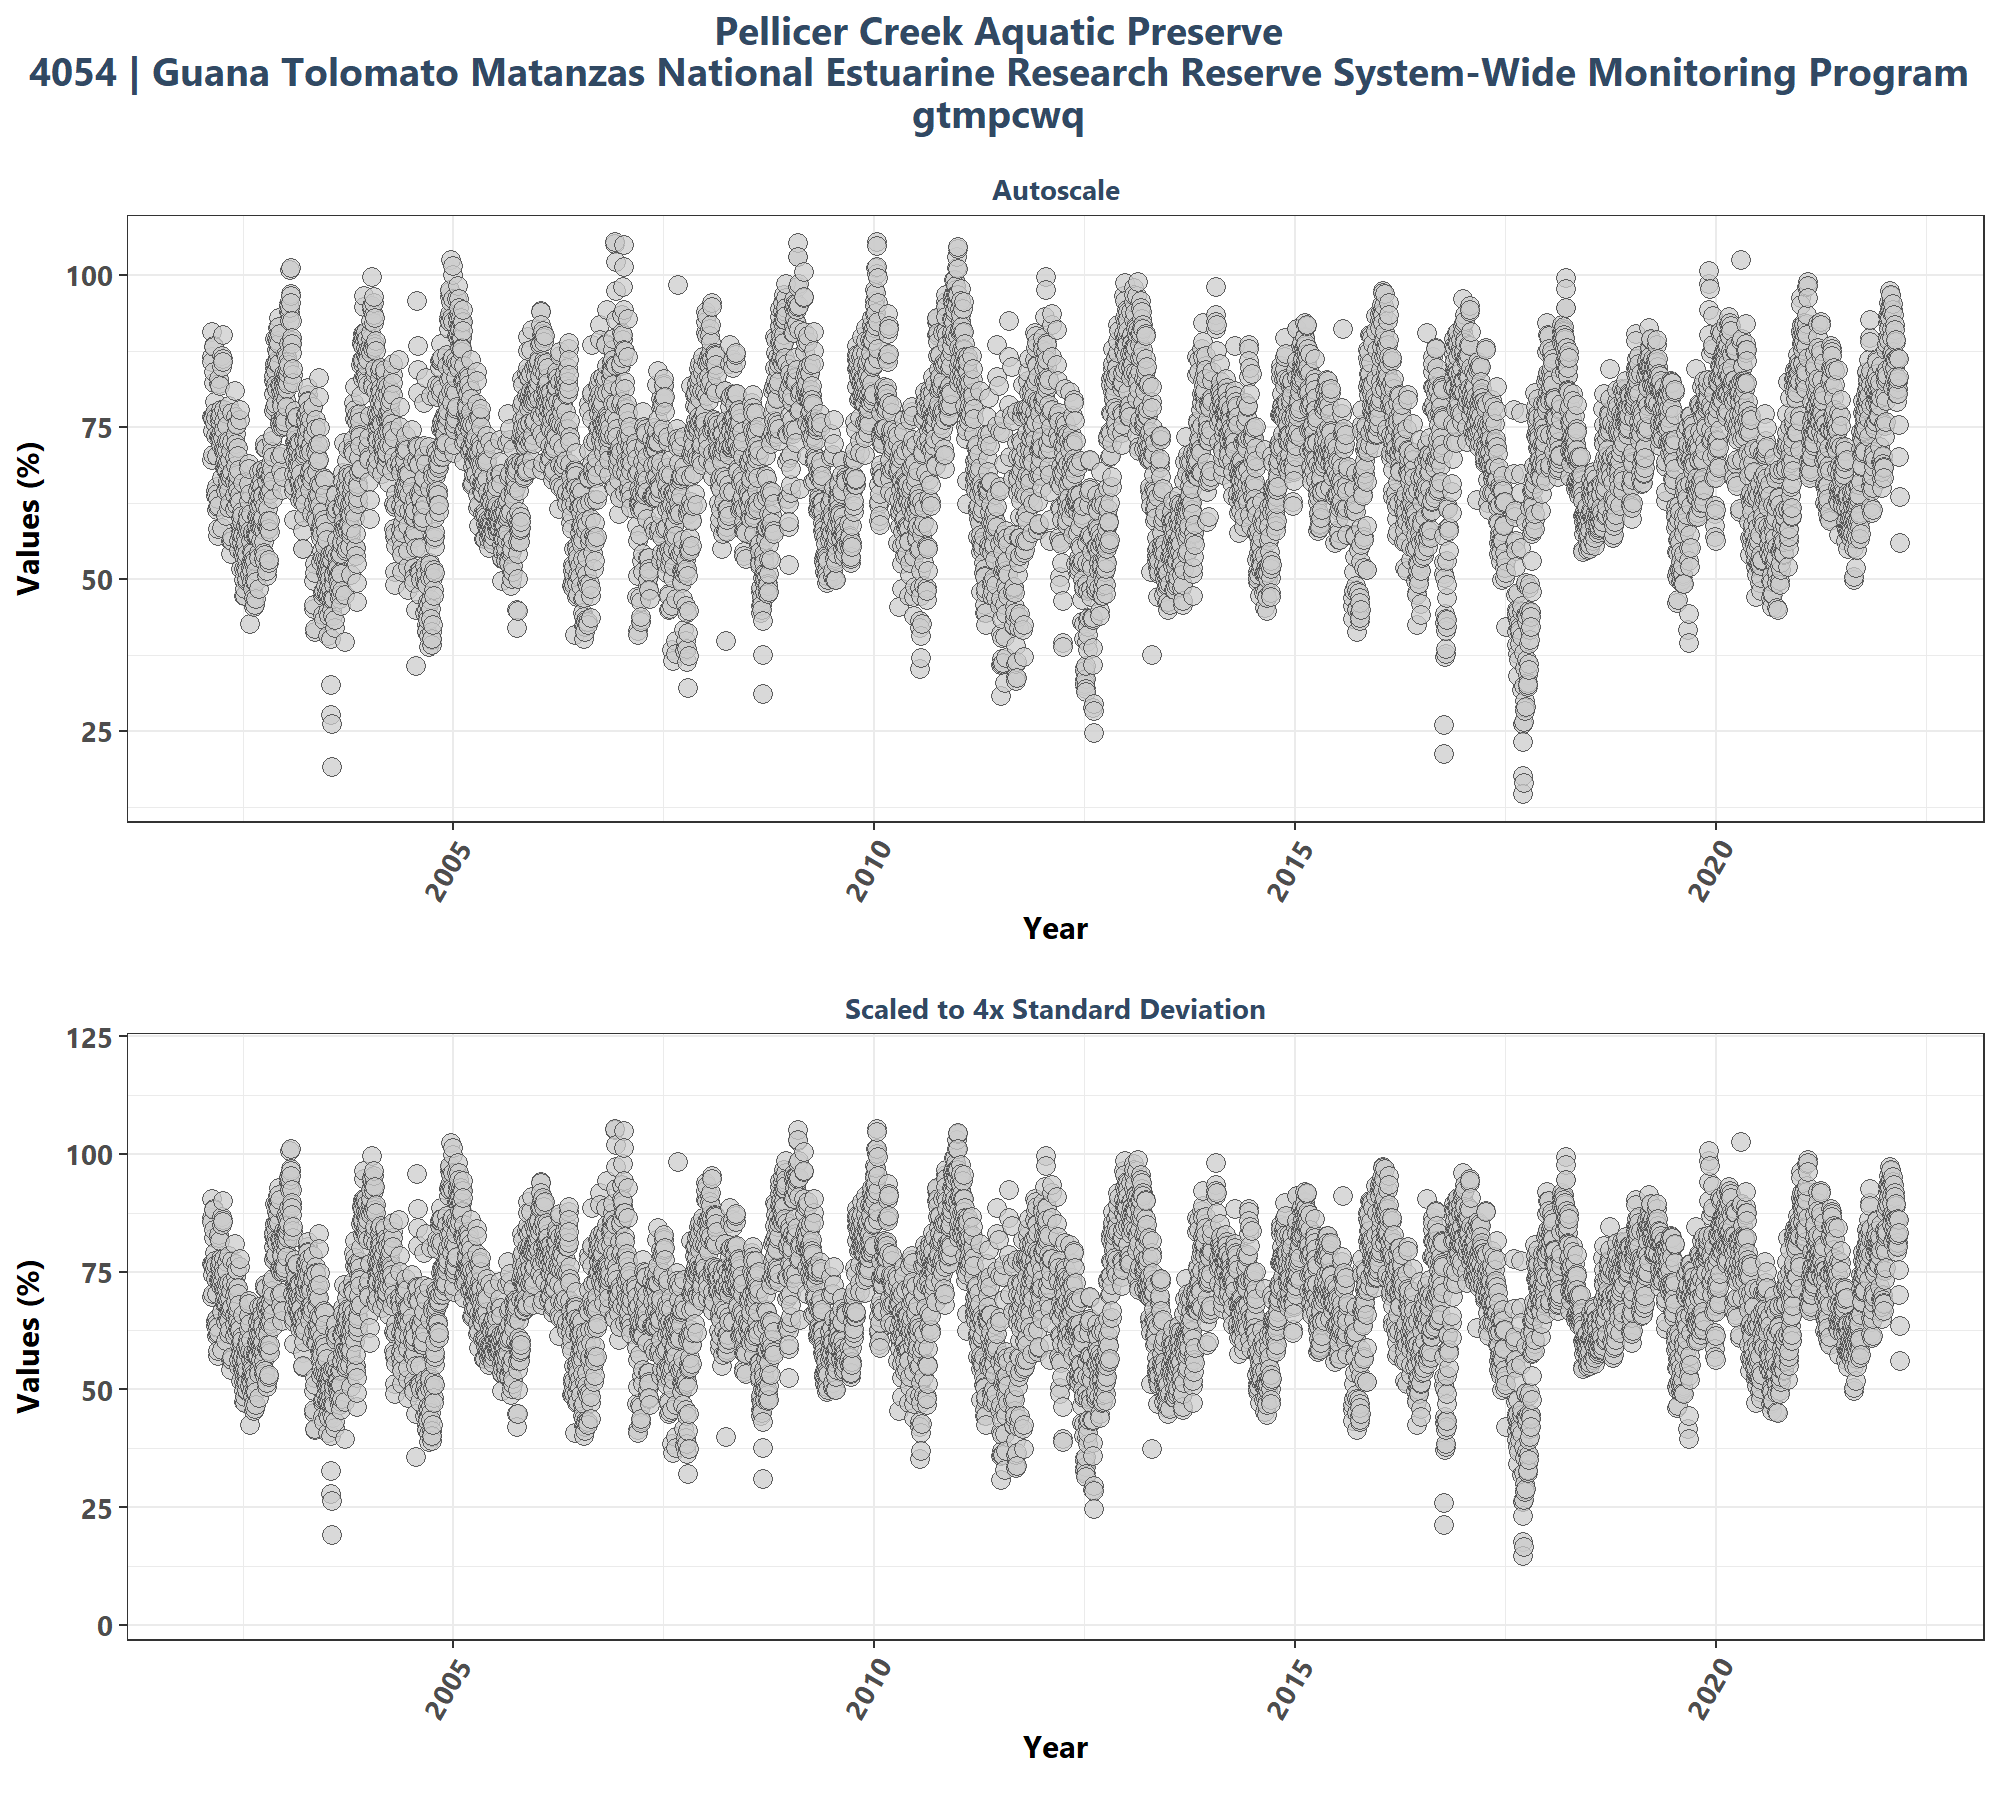 Pellicer Creek Aquatic Preserve
4054 | Guana Tolomato Matanzas National Estuarine Research Reserve System-Wide Monitoring Program
gtmpcwq
Autoscale
Values (%)
100
75
50
25
2005
2010
2015
2020
Year
Scaled to 4x Standard Deviation
Values (%)
125
100
75
50
25
0
2005
2010
2015
2020
Year